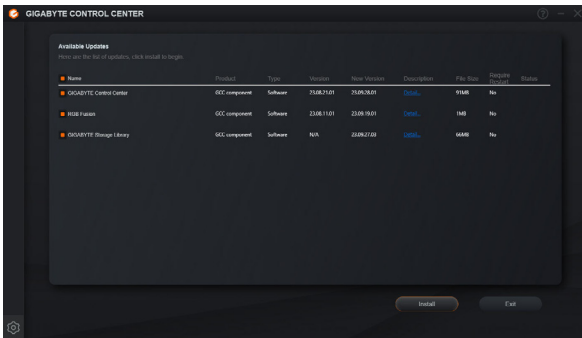 GIGABYTE CONTROL CENTER
Available Updates
Here are the list of updates, click install to begin.
Name Product Type Version New Version Description File Size Require Restart Status
GIGABYTE Control Center GCC component Software 23.08.21.01 23.09.28.01 Detail... 91MB No
RGB Fusion GCC component Software 23.08.11.01 23.09.19.01 Detail... 1MB No
GIGABYTE Storage Library GCC component Software N/A 23.09.27.03 Detail... 66MB No
Install Exit